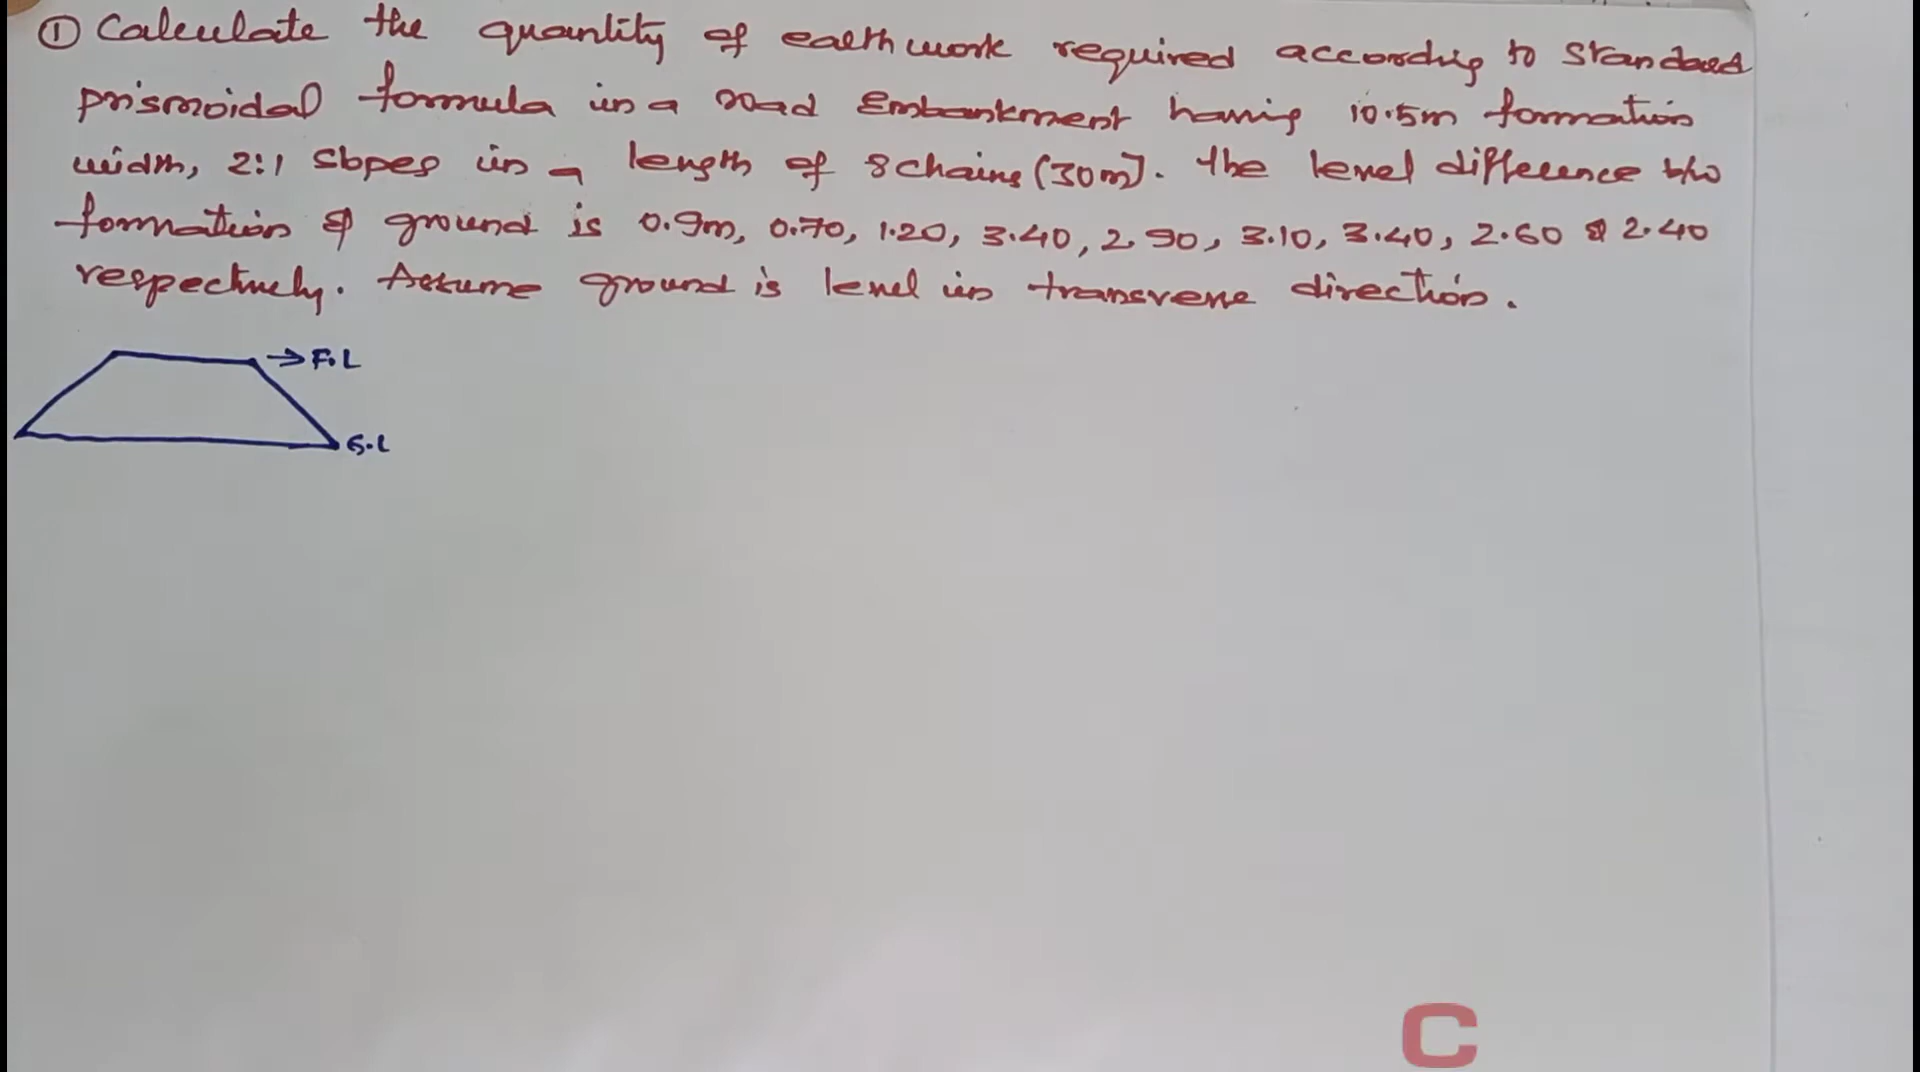 ① Calculate the quantity of earthwork required according to Standard
prismoidal formula in a road Embankment having 10.5m formation
width, 2:1 slopes in a length of 8 chains (30m). The level difference b/w
formation & ground is 0.9m, 0.70, 1.20, 3.40, 2.90, 3.10, 3.40, 2.60 & 2.40
respectively. Assume ground is level in transverse direction.
→ F.L
G.L
C